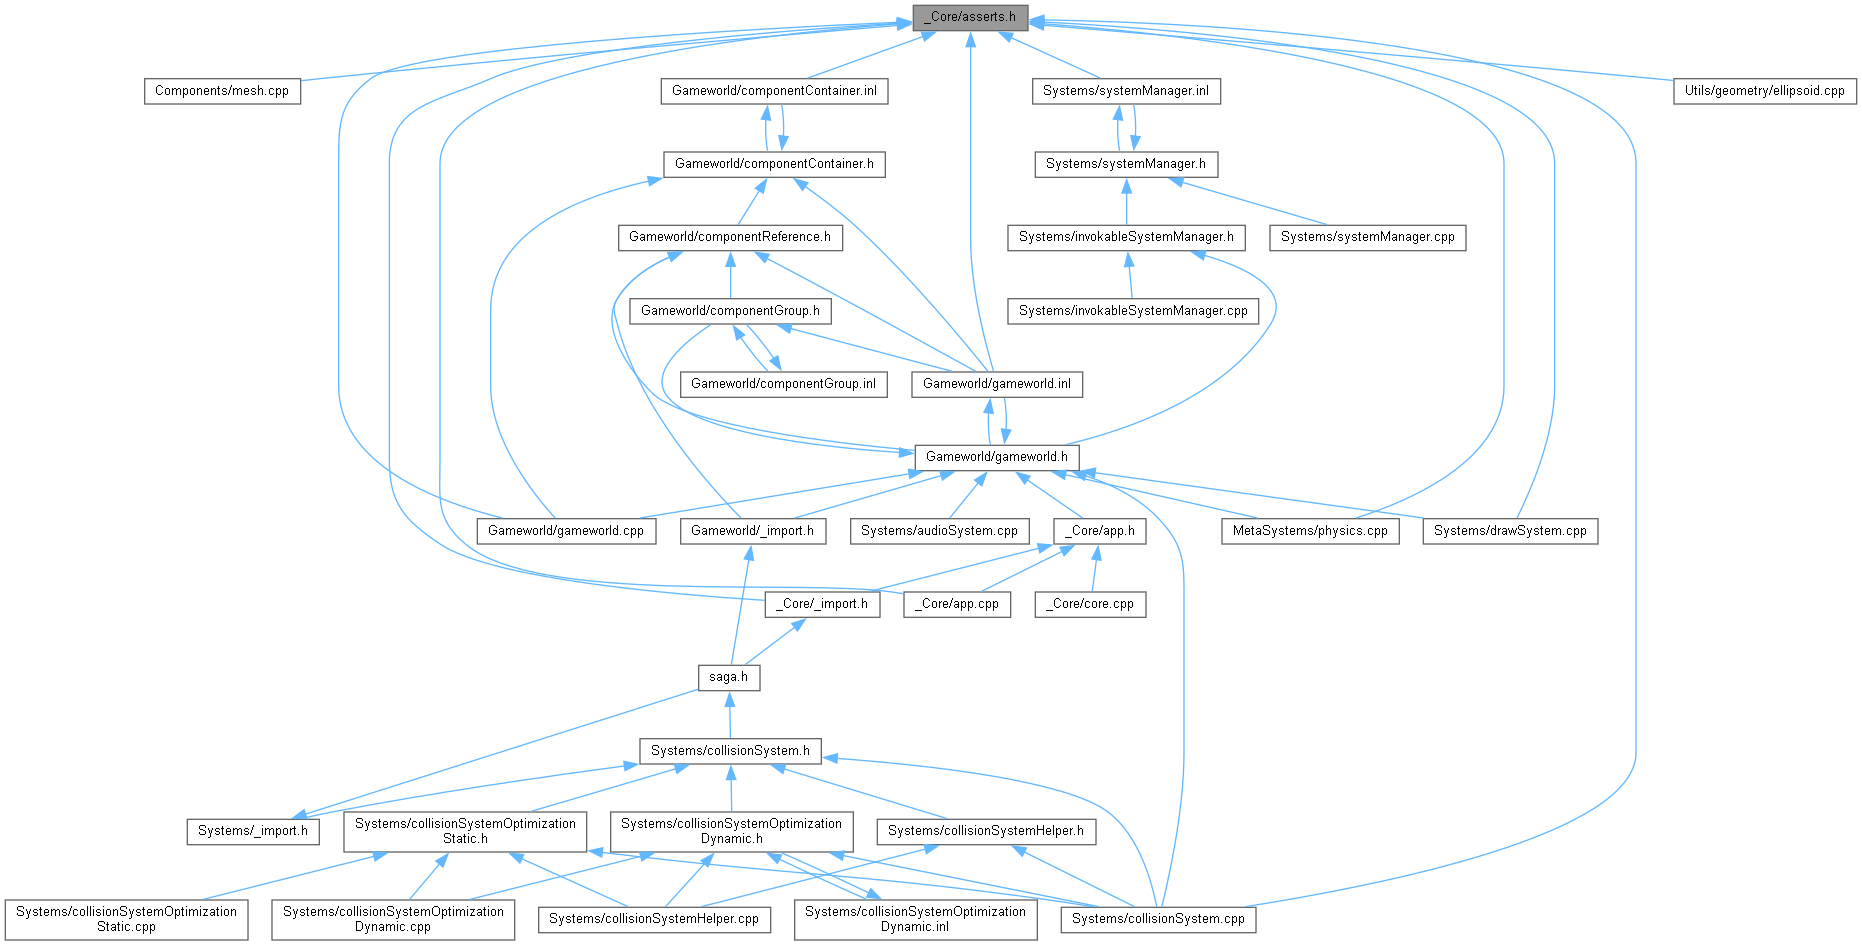 _Core/asserts.h
Components/mesh.cpp
Gameworld/componentContainer.inl
Systems/systemManager.inl
Utils/geometry/ellipsoid.cpp
Gameworld/componentContainer.h
Systems/systemManager.h
Gameworld/componentReference.h
Systems/invokableSystemManager.h
Systems/systemManager.cpp
Gameworld/componentGroup.h
Systems/invokableSystemManager.cpp
Gameworld/componentGroup.inl
Gameworld/gameworld.inl
Gameworld/gameworld.h
Gameworld/gameworld.cpp
Gameworld/_import.h
Systems/audioSystem.cpp
_Core/app.h
MetaSystems/physics.cpp
Systems/drawSystem.cpp
_Core/_import.h
_Core/app.cpp
_Core/core.cpp
saga.h
Systems/collisionSystem.h
Systems/_import.h
Systems/collisionSystemOptimization
Static.h
Systems/collisionSystemOptimization
Dynamic.h
Systems/collisionSystemHelper.h
Systems/collisionSystemOptimization
Static.cpp
Systems/collisionSystemOptimization
Dynamic.cpp
Systems/collisionSystemHelper.cpp
Systems/collisionSystemOptimization
Dynamic.inl
Systems/collisionSystem.cpp